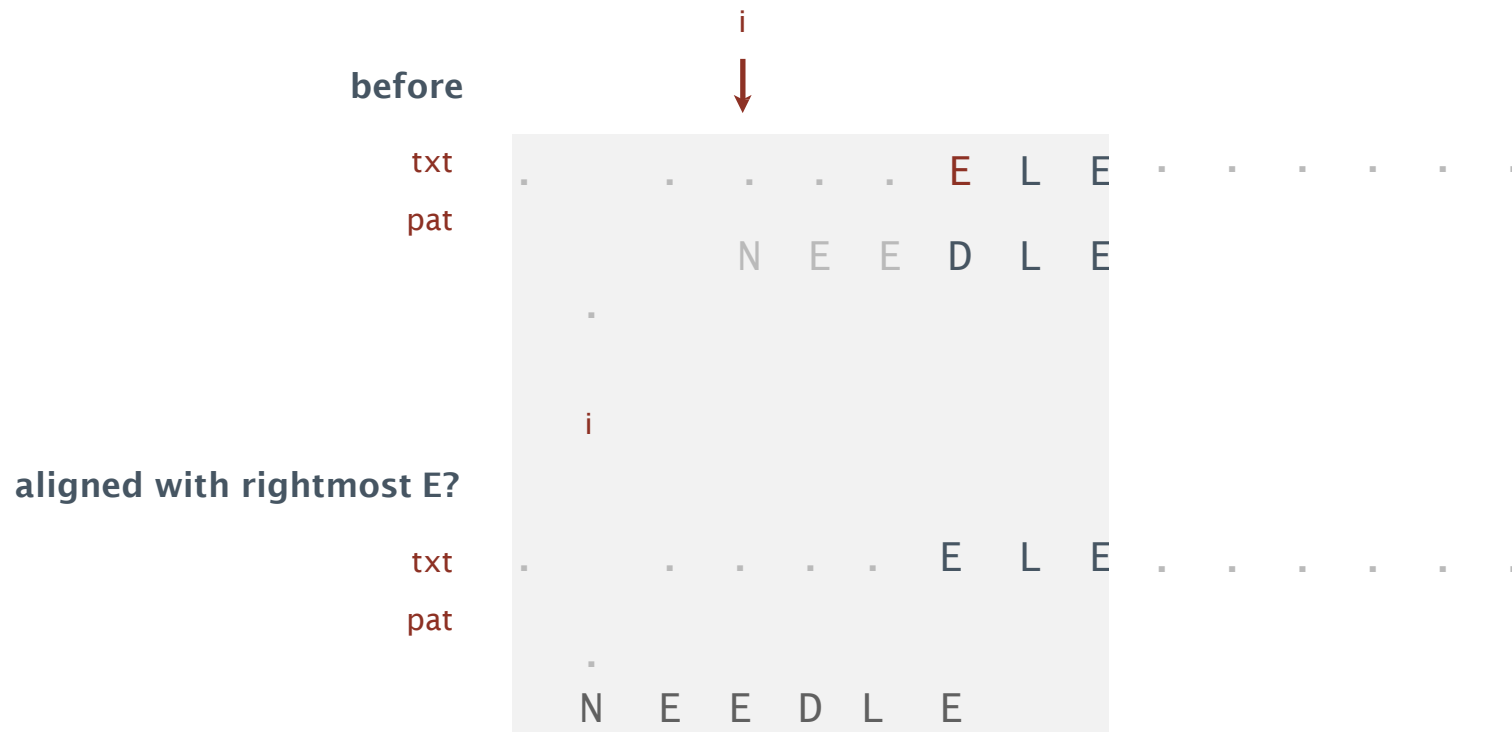 i
before
txt . . . . . E L E . . . . . .
pat
N E E D L E
.
i
aligned with rightmost E?
txt . . . . . E L E . . . . . .
pat
.
N E E D L E